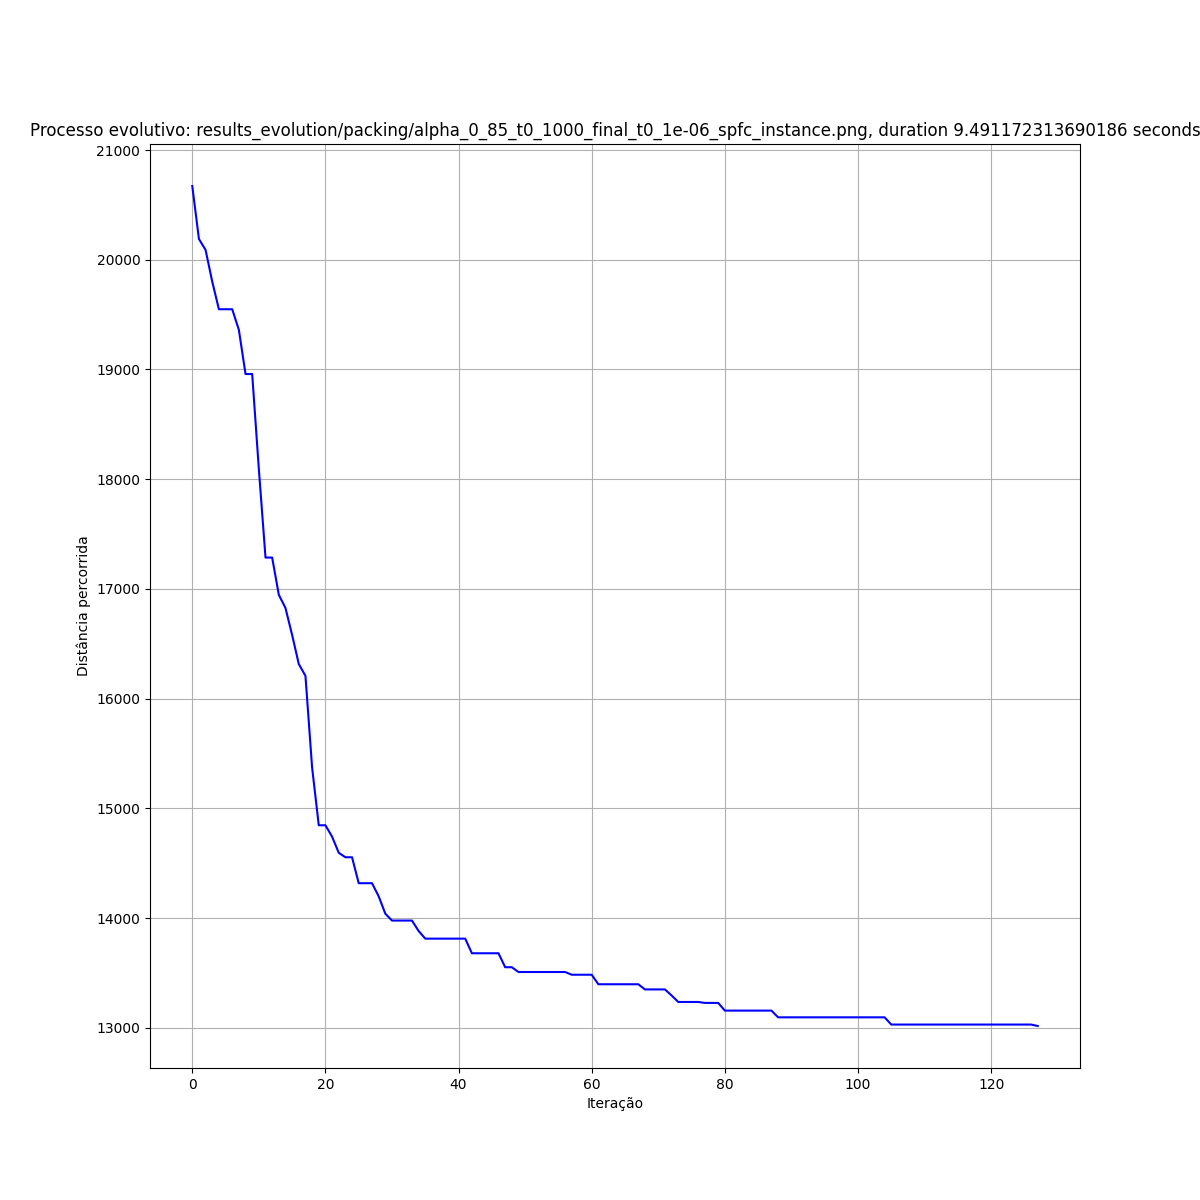 Processo evolutivo: results_evolution/packing/alpha_0_85_t0_1000_final_t0_1e-06_spfc_instance.png, duration 9.491172313690186 seconds
21000
20000
19000
18000
17000
16000
15000
14000
13000
Distância percorrida
0 20 40 60 80 100 120
Iteração